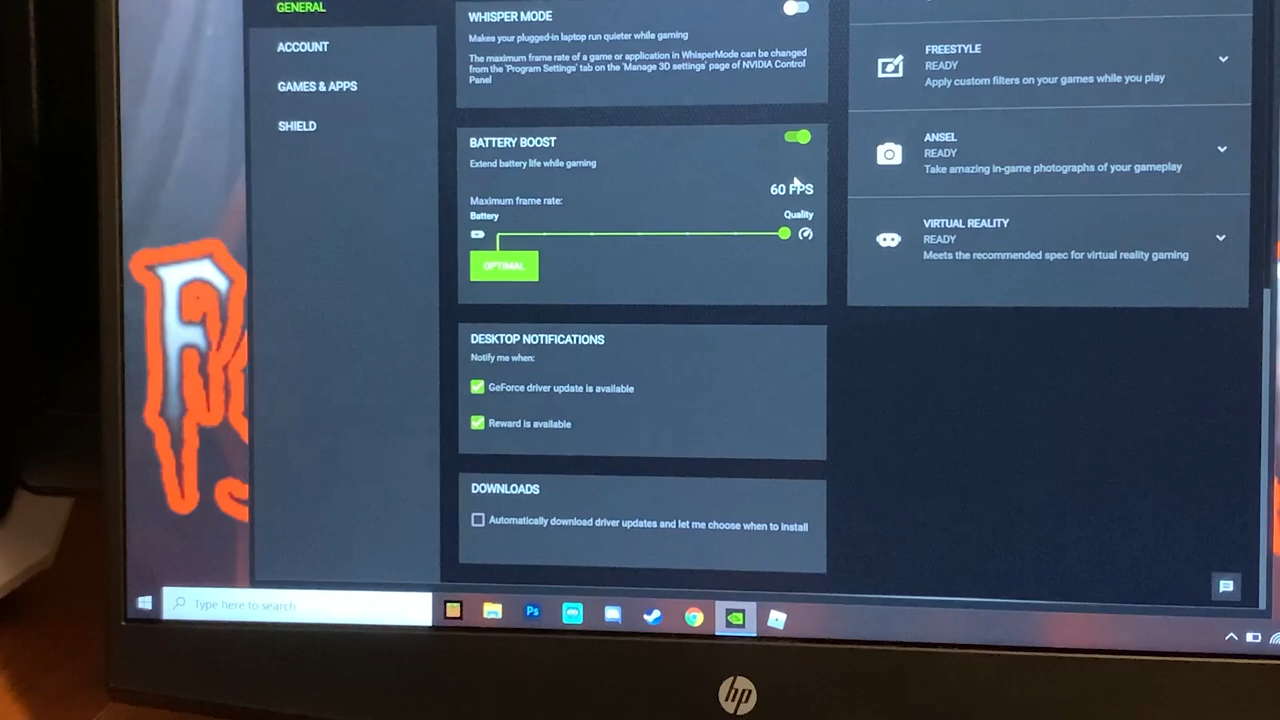 GENERAL
ACCOUNT
GAMES & APPS
SHIELD
WHISPER MODE
Makes your plugged-in laptop run quieter while gaming
The maximum frame rate of a game or application in WhisperMode can be changed
from the 'Program Settings' tab on the 'Manage 3D settings' page of NVIDIA Control
Panel
BATTERY BOOST
Extend battery life while gaming
60 FPS
Maximum frame rate:
Battery
Quality
OPTIMAL
DESKTOP NOTIFICATIONS
Notify me when:
GeForce driver update is available
Reward is available
DOWNLOADS
Automatically download driver updates and let me choose when to install
FREESTYLE
READY
Apply custom filters on your games while you play
ANSEL
READY
Take amazing in-game photographs of your gameplay
VIRTUAL REALITY
READY
Meets the recommended spec for virtual reality gaming
Type here to search
Ps
hp